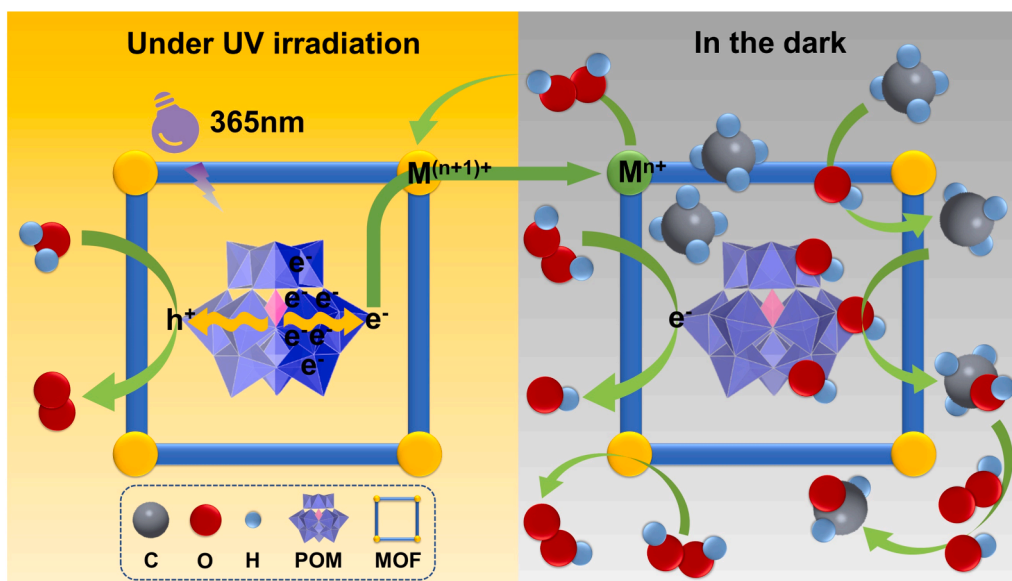 Under UV irradiation
In the dark
365nm
M(n+1)+
Mn+
e-
e- e-
h+
e-
e-
e-e-
e-
C
O
H
POM
MOF